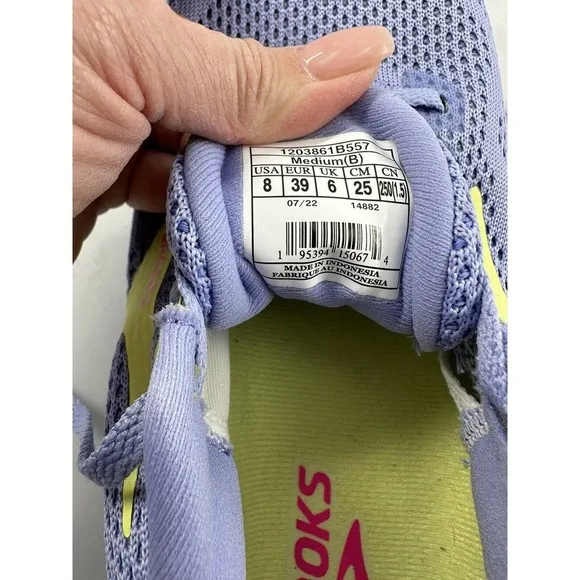 1203861B557
Medium(B)
USA EUR UK CM CN
8 39 6 25 250(1.5)
07/22 14882
1 95394 15067 4
MADE IN INDONESIA
FABRIQUE AU INDONESIA
OOKS